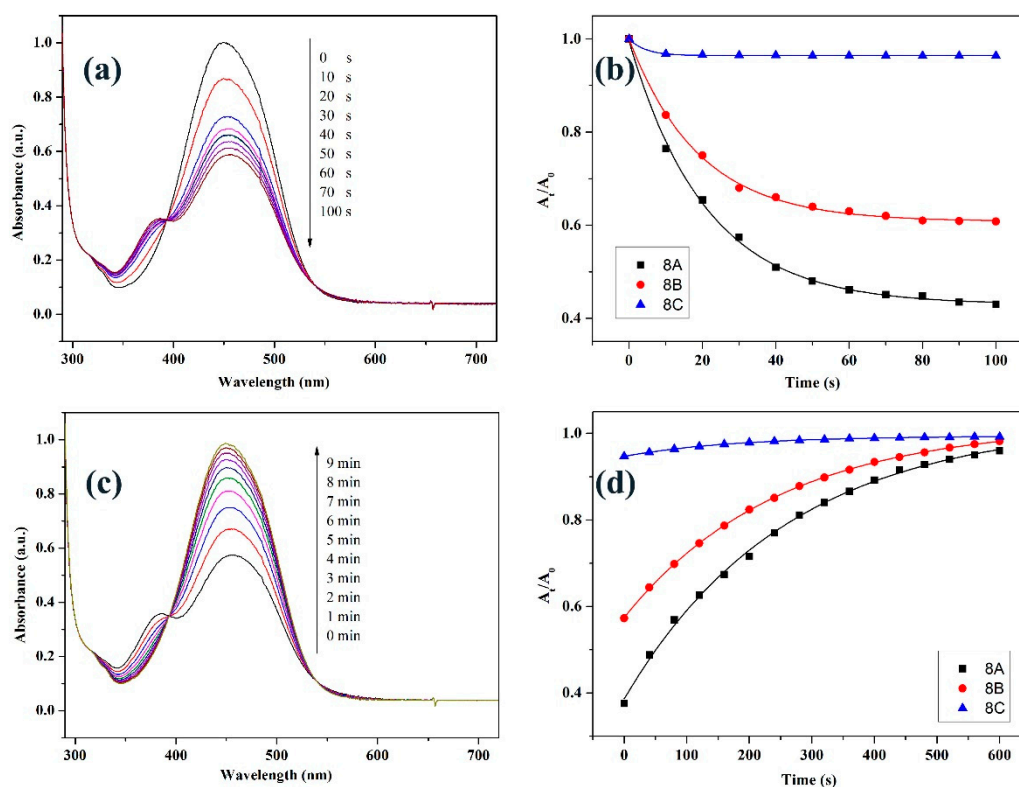 (a)
Absorbance (a.u.)
1.0
0.8
0.6
0.4
0.2
0.0
300 400 500 600 700
Wavelength (nm)
0 s
10 s
20 s
30 s
40 s
50 s
60 s
70 s
100 s
(b)
At/A0
1.0
0.8
0.6
0.4
0 20 40 60 80 100
Time (s)
8A
8B
8C
(c)
Absorbance (a.u.)
1.0
0.8
0.6
0.4
0.2
0.0
300 400 500 600 700
Wavelength (nm)
9 min
8 min
7 min
6 min
5 min
4 min
3 min
2 min
1 min
0 min
(d)
At/A0
1.0
0.8
0.6
0.4
0 100 200 300 400 500 600
Time (s)
8A
8B
8C